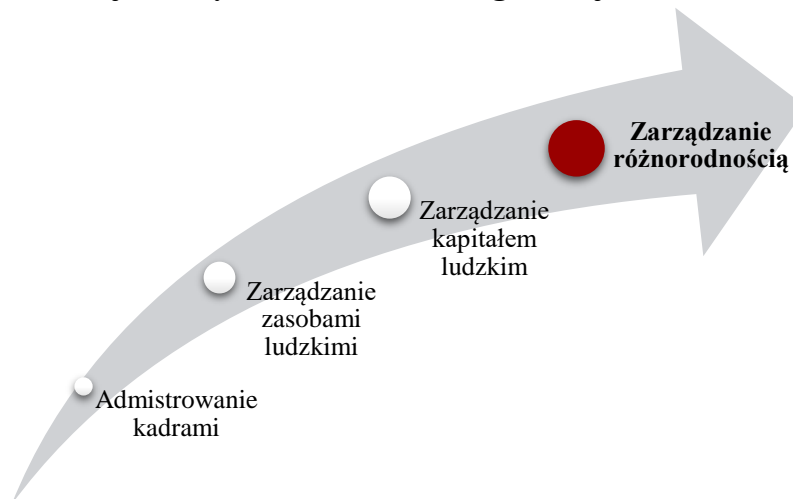 Zarządzanie
różnorodnością
Zarządzanie
kapitałem
ludzkim
Zarządzanie
zasobami
ludzkimi
Admistrowanie
kadrami